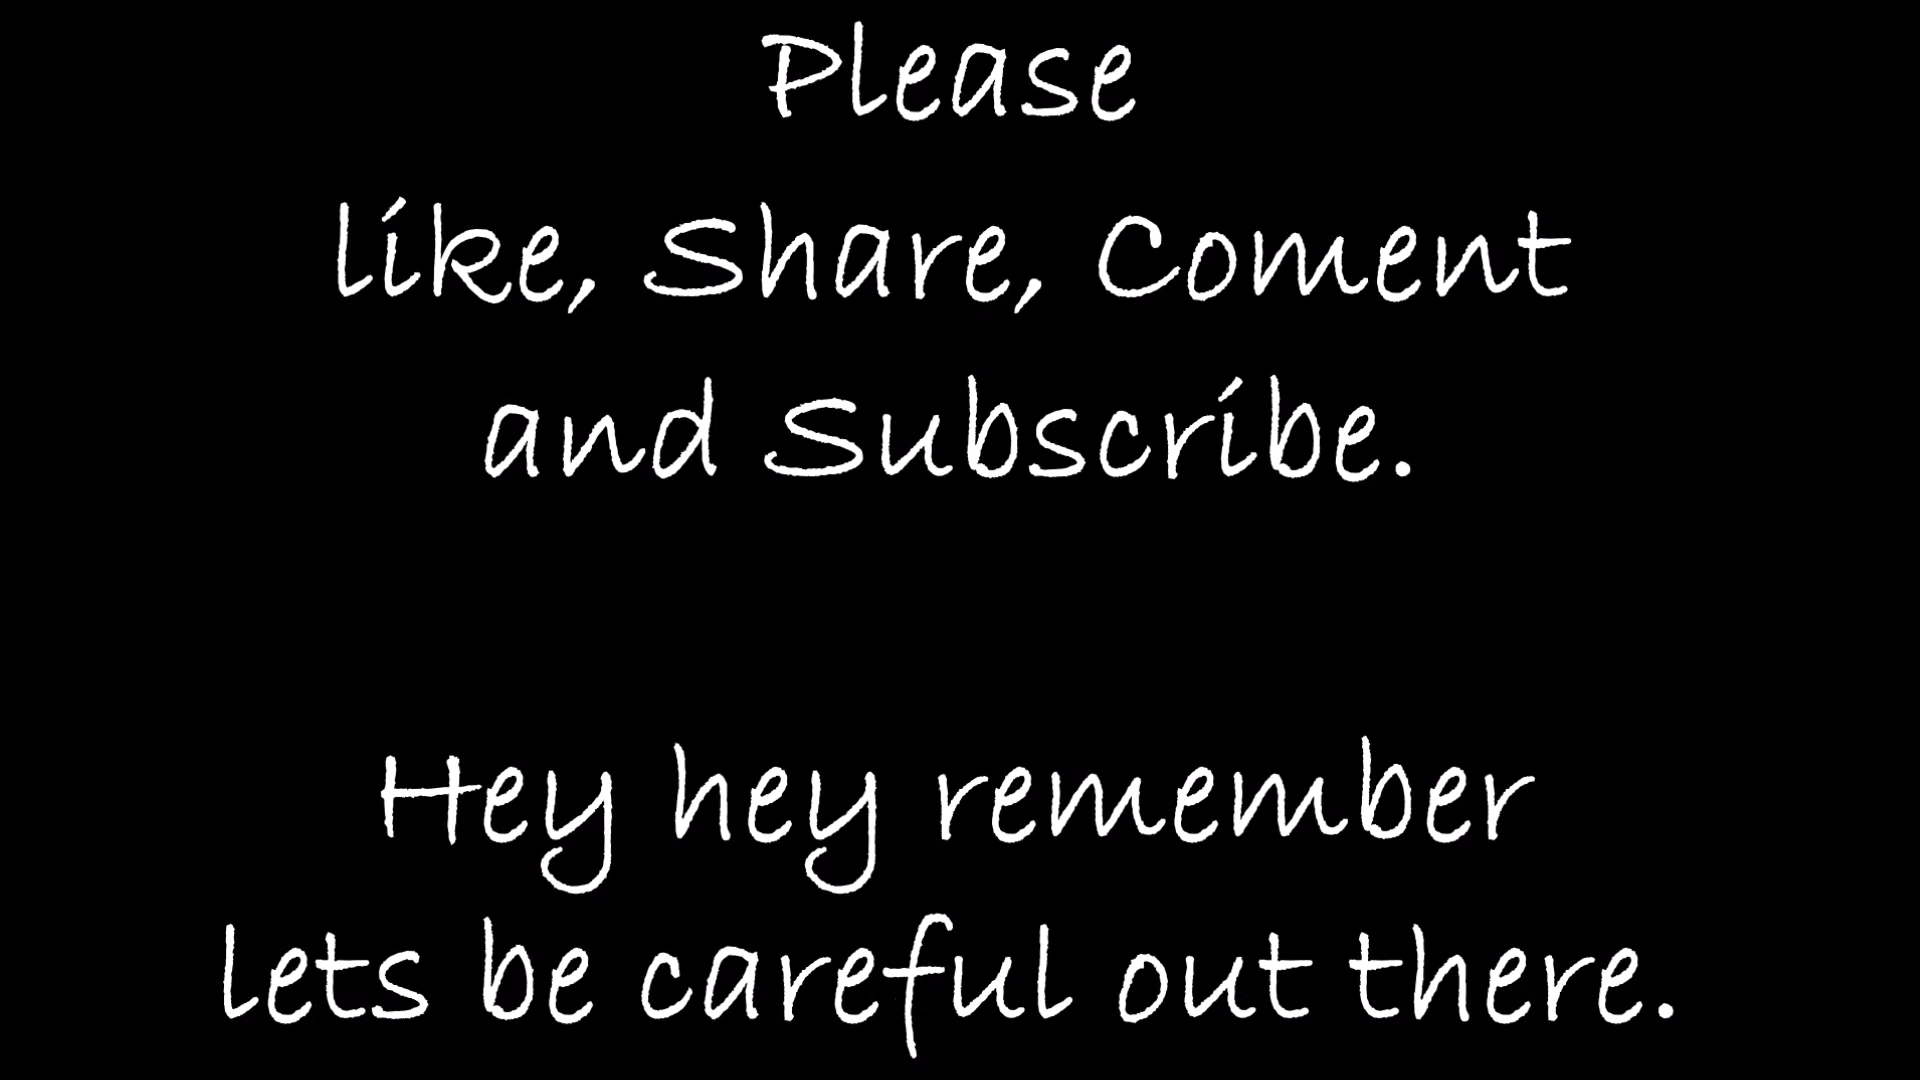 Please
like, Share, Coment
and Subscribe.
Hey hey remember
lets be careful out there.